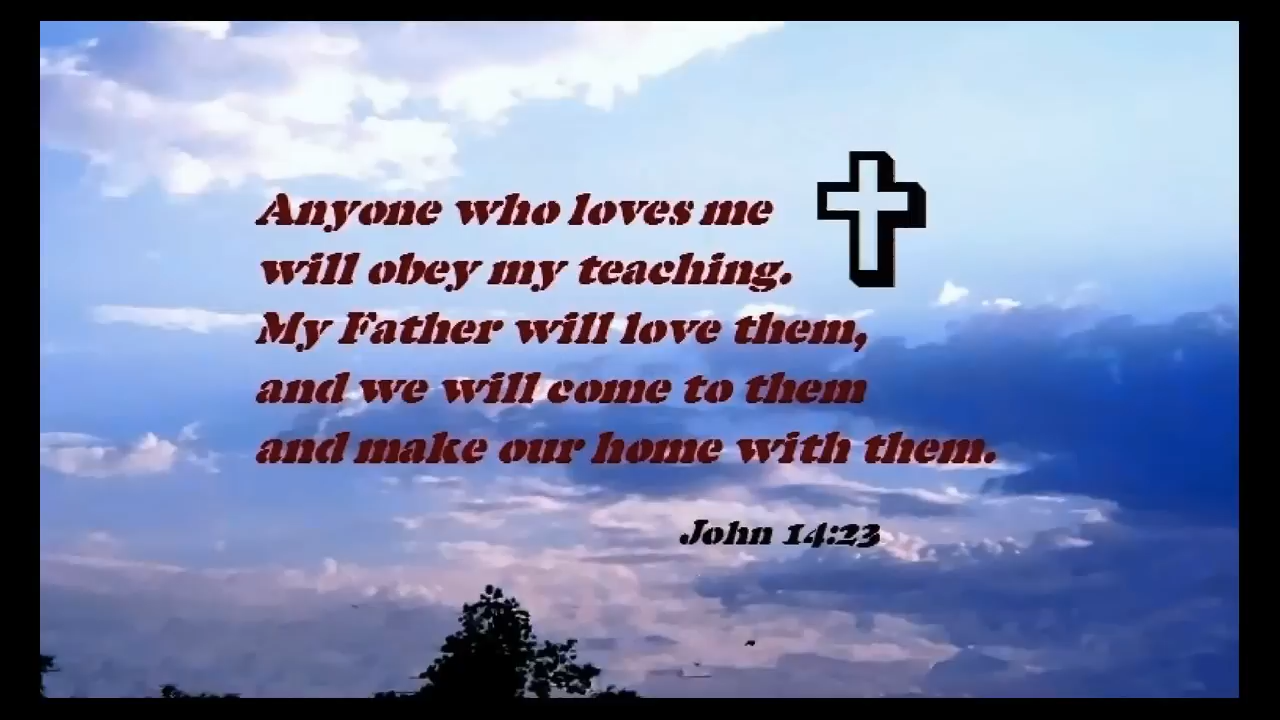 Anyone who loves me
will obey my teaching.
My Father will love them,
and we will come to them
and make our home with them.
John 14:23